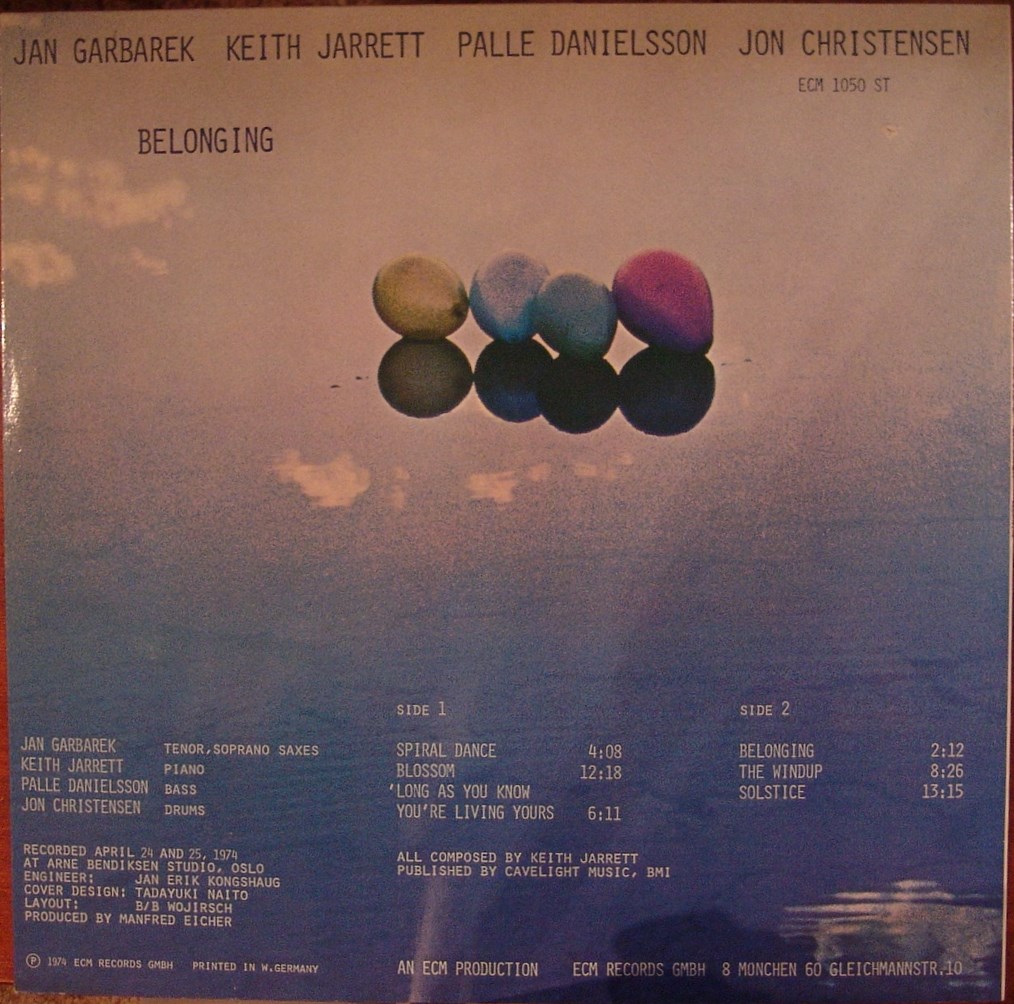 JAN GARBAREK KEITH JARRETT PALLE DANIELSSON JON CHRISTENSEN
ECM 1050 ST
BELONGING
JAN GARBAREK TENOR,SOPRANO SAXES
KEITH JARRETT PIANO
PALLE DANIELSSON BASS
JON CHRISTENSEN DRUMS
RECORDED APRIL 24 AND 25, 1974
AT ARNE BENDIKSEN STUDIO, OSLO
ENGINEER: JAN ERIK KONGSHAUG
COVER DESIGN: TADAYUKI NAITO
LAYOUT: B/B WOJIRSCH
PRODUCED BY MANFRED EICHER
SIDE 1
SPIRAL DANCE 4:08
BLOSSOM 12:18
'LONG AS YOU KNOW
YOU'RE LIVING YOURS 6:11
ALL COMPOSED BY KEITH JARRETT
PUBLISHED BY CAVELIGHT MUSIC, BMI
SIDE 2
BELONGING 2:12
THE WINDUP 8:26
SOLSTICE 13:15
℗ 1974 ECM RECORDS GMBH PRINTED IN W.GERMANY
AN ECM PRODUCTION ECM RECORDS GMBH 8 MÜNCHEN 60 GLEICHMANNSTR.10